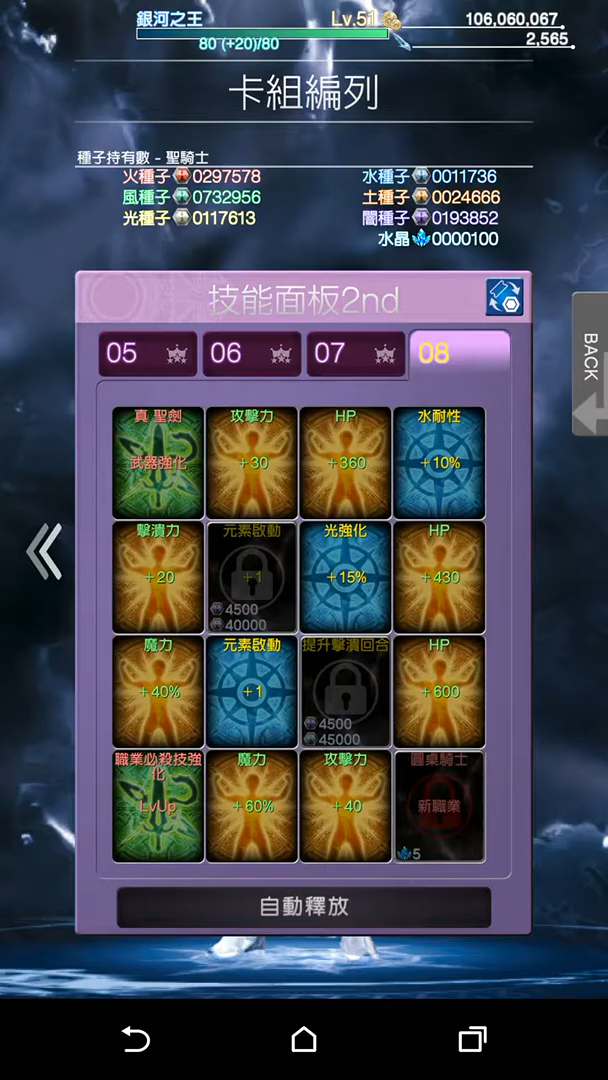 銀河之王 Lv.51 106,060,067
80 (+20)/80 2,565
卡組編列
種子持有數 - 聖騎士
火種子 0297578 水種子 0011736
風種子 0732956 土種子 0024666
光種子 0117613 闇種子 0193852
水晶 0000100
技能面板2nd
05 06 07 08
BACK
真 聖劍 攻擊力 HP 水耐性
武器強化 +30 +360 +10%
擊潰力 元素啟動 光強化 HP
+20 +1 +15% +430
4500
40000
魔力 元素啟動 提升擊潰回合 HP
+40% +1 +600
4500
45000
職業必殺技強化 魔力 攻擊力 圓桌騎士
LvUp +60% +40 新職業
5
自動釋放